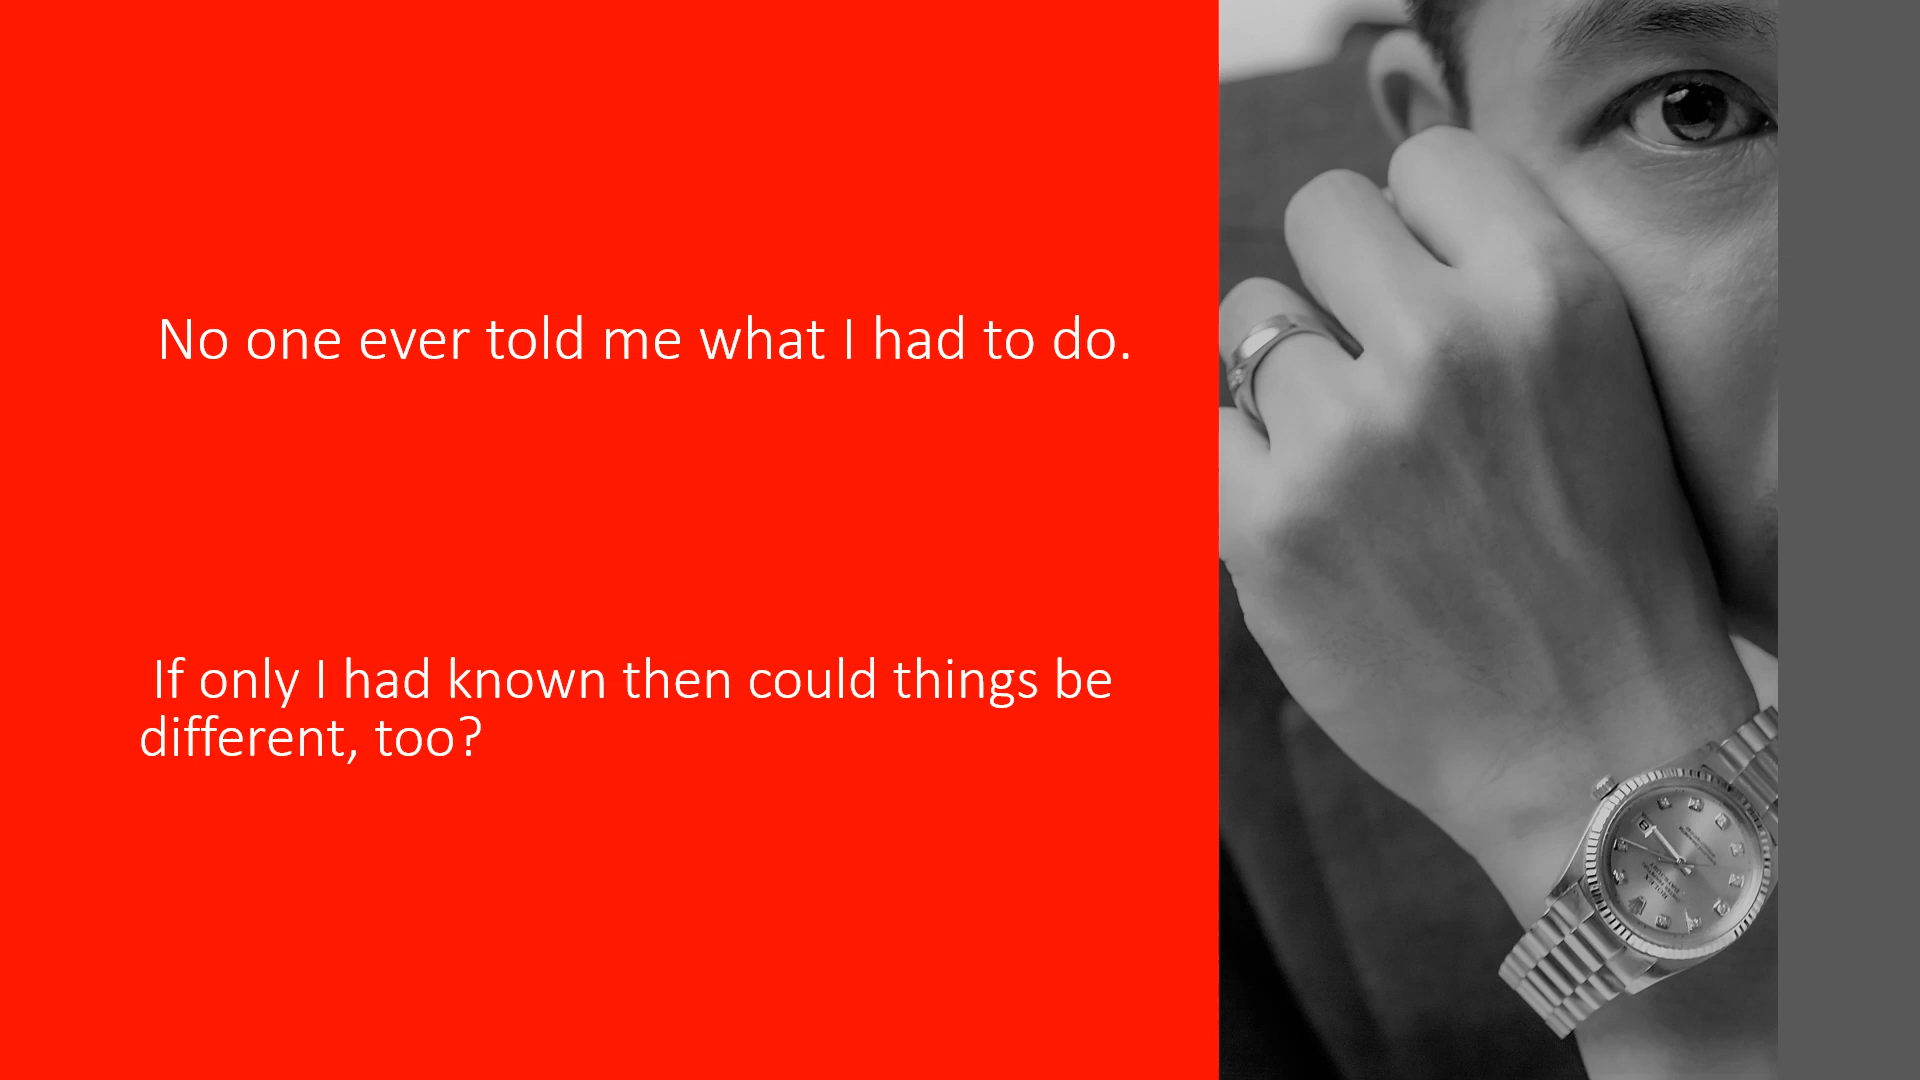 No one ever told me what I had to do.
If only I had known then could things be
different, too?
ROLEX